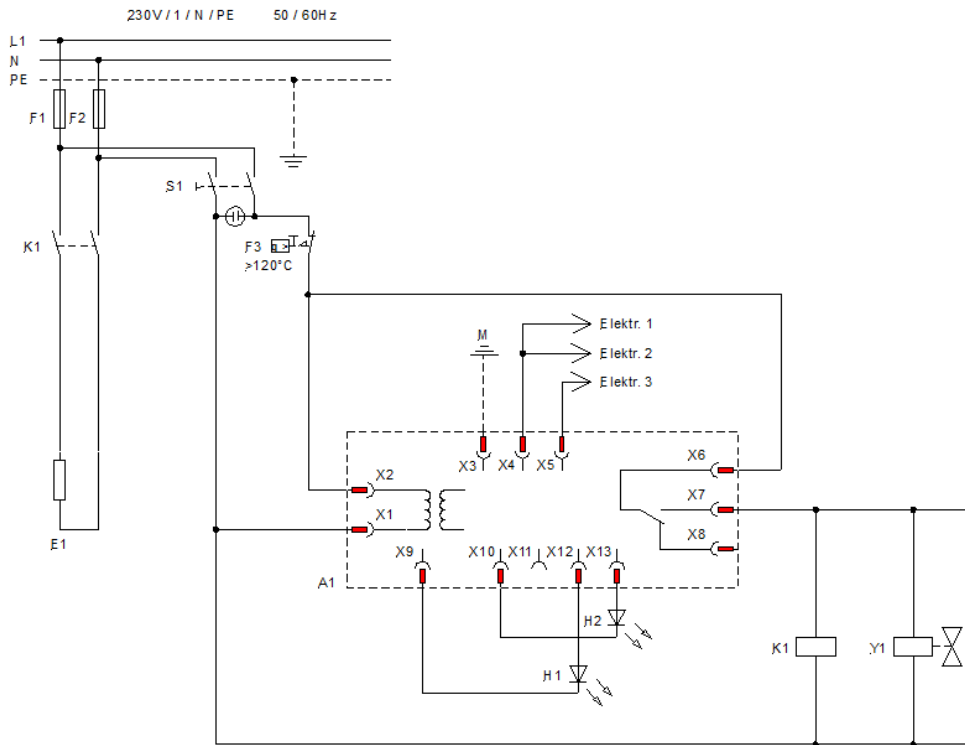 230V / 1 / N / PE 50 / 60Hz
L1
N
PE
F1 F2
S1
K1
F3
>120°C
Elektr. 1
M
Elektr. 2
Elektr. 3
X3 X4 X5
X6
X2
X7
X1
X8
X9 X10 X11 X12 X13
E1
A1
H2
K1 Y1
H1